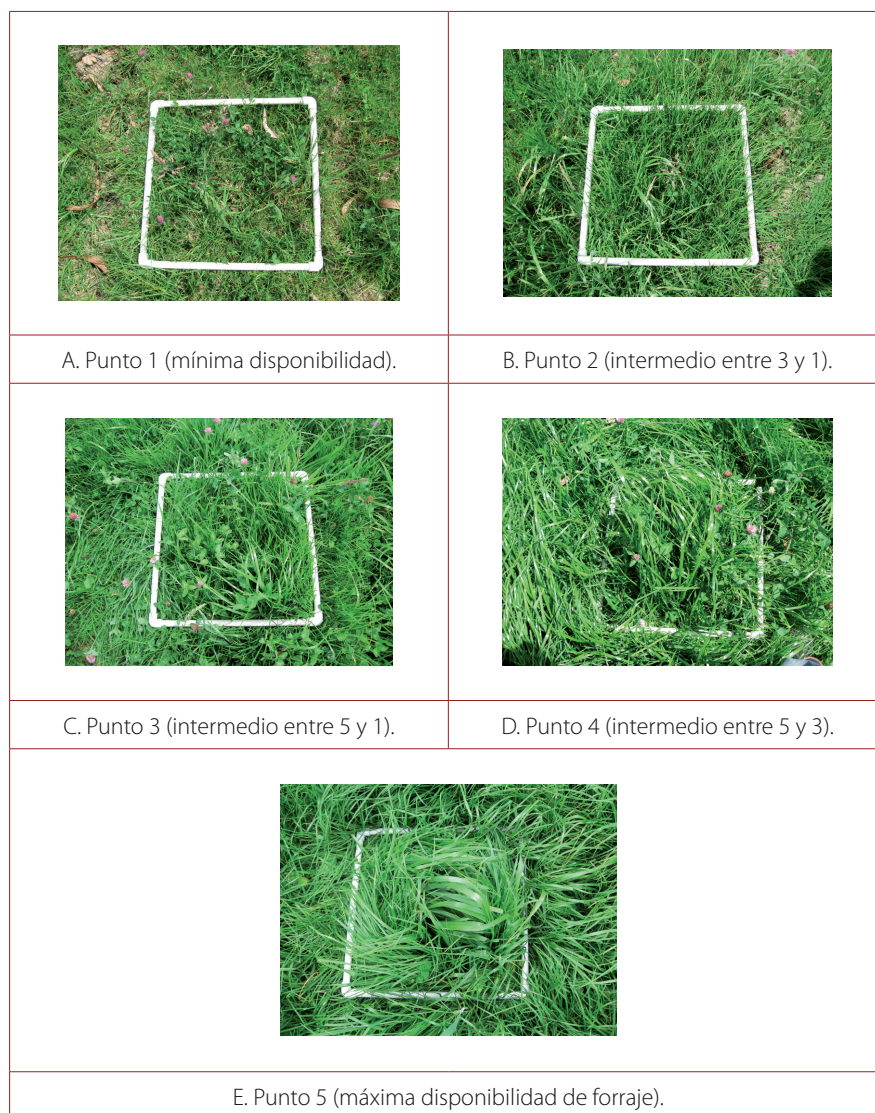 A. Punto 1 (mínima disponibilidad).
B. Punto 2 (intermedio entre 3 y 1).
C. Punto 3 (intermedio entre 5 y 1).
D. Punto 4 (intermedio entre 5 y 3).
E. Punto 5 (máxima disponibilidad de forraje).